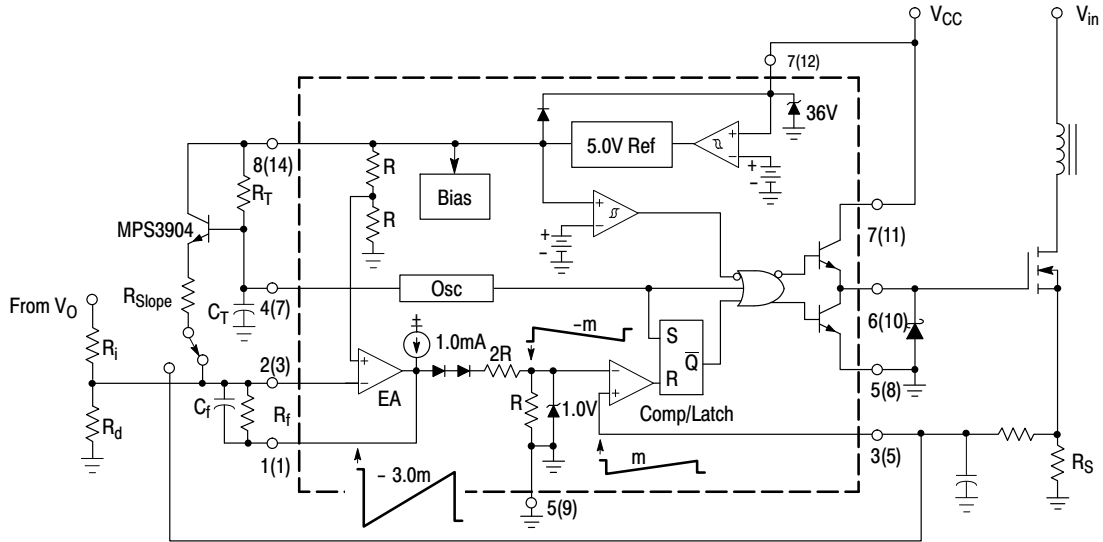 VCC
Vin
7(12)
36V
5.0V Ref
+
-
+
-
8(14)
R
Bias
RT
R
+
-
+
-
MPS3904
7(11)
RSlope
From VO
CT
4(7)
Osc
6(10)
1.0mA
-m
S
Q
R
Ri
2(3)
+
-
EA
2R
-
+
5(8)
Cf
Rf
R
1.0V
Comp/Latch
Rd
1(1)
m
3(5)
RS
- 3.0m
5(9)